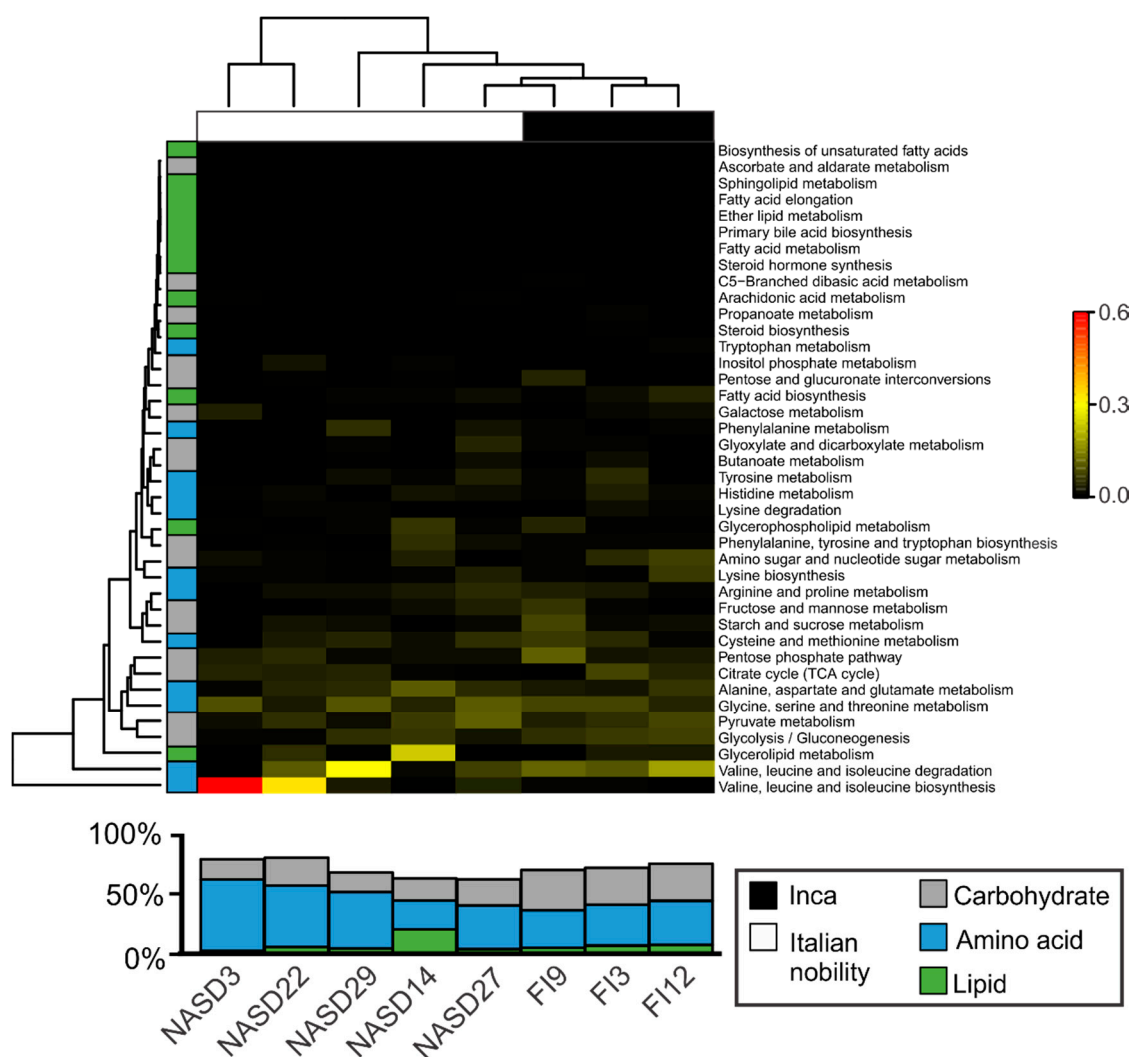 Biosynthesis of unsaturated fatty acids
Ascorbate and aldarate metabolism
Sphingolipid metabolism
Fatty acid elongation
Ether lipid metabolism
Primary bile acid biosynthesis
Fatty acid metabolism
Steroid hormone synthesis
C5−Branched dibasic acid metabolism
Arachidonic acid metabolism
Propanoate metabolism
Steroid biosynthesis
Tryptophan metabolism
Inositol phosphate metabolism
Pentose and glucuronate interconversions
Fatty acid biosynthesis
Galactose metabolism
Phenylalanine metabolism
Glyoxylate and dicarboxylate metabolism
Butanoate metabolism
Tyrosine metabolism
Histidine metabolism
Lysine degradation
Glycerophospholipid metabolism
Phenylalanine, tyrosine and tryptophan biosynthesis
Amino sugar and nucleotide sugar metabolism
Lysine biosynthesis
Arginine and proline metabolism
Fructose and mannose metabolism
Starch and sucrose metabolism
Cysteine and methionine metabolism
Pentose phosphate pathway
Citrate cycle (TCA cycle)
Alanine, aspartate and glutamate metabolism
Glycine, serine and threonine metabolism
Pyruvate metabolism
Glycolysis / Gluconeogenesis
Glycerolipid metabolism
Valine, leucine and isoleucine degradation
Valine, leucine and isoleucine biosynthesis
0.6
0.3
0.0
100%
50%
0%
NASD3
NASD22
NASD29
NASD14
NASD27
FI9
FI3
FI12
Inca
Italian
nobility
Carbohydrate
Amino acid
Lipid